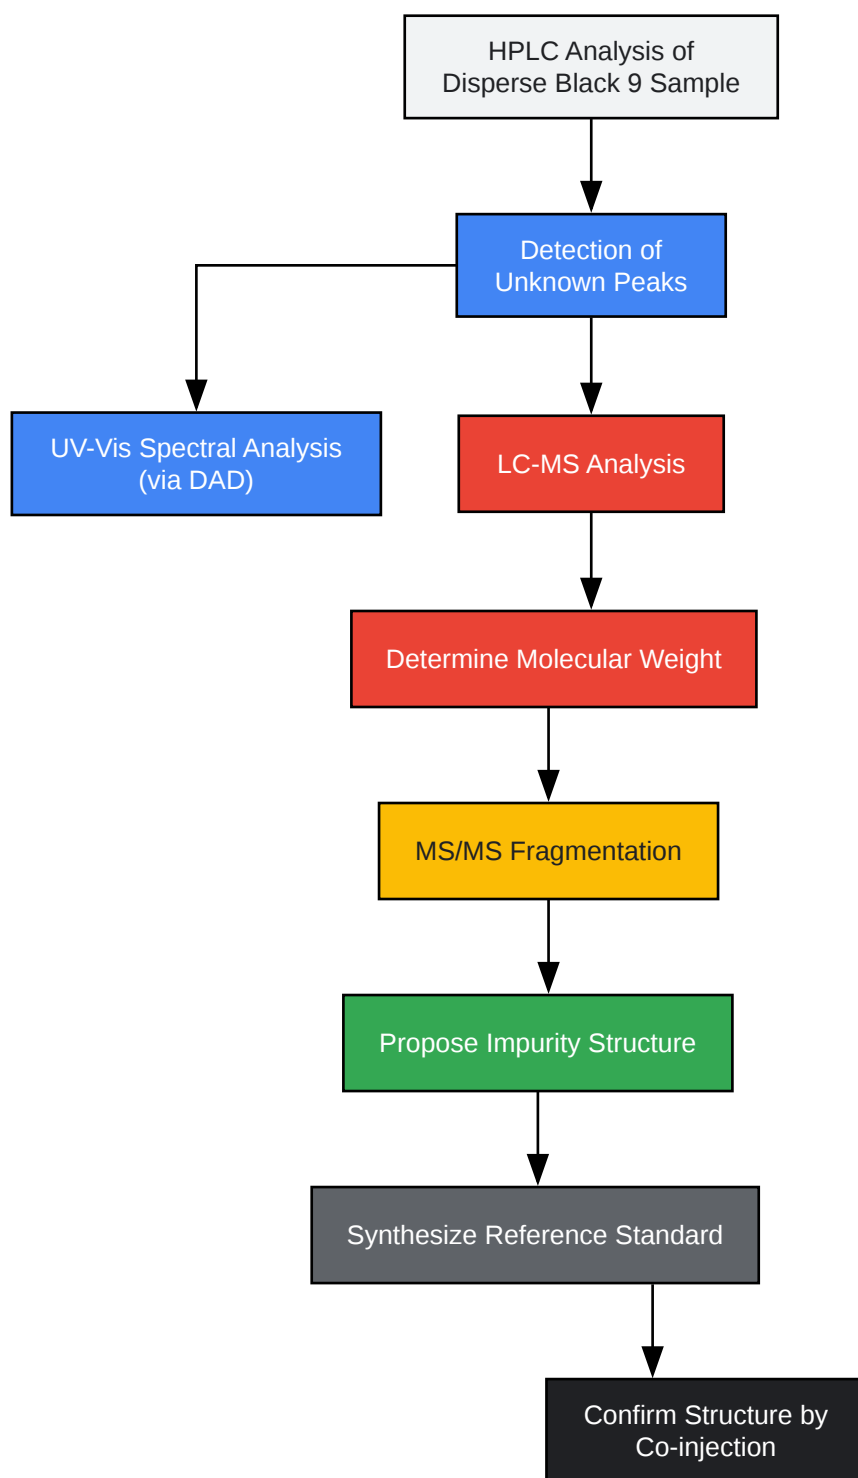 HPLC Analysis of
Disperse Black 9 Sample
Detection of
Unknown Peaks
UV-Vis Spectral Analysis
(via DAD)
LC-MS Analysis
Determine Molecular Weight
MS/MS Fragmentation
Propose Impurity Structure
Synthesize Reference Standard
Confirm Structure by
Co-injection